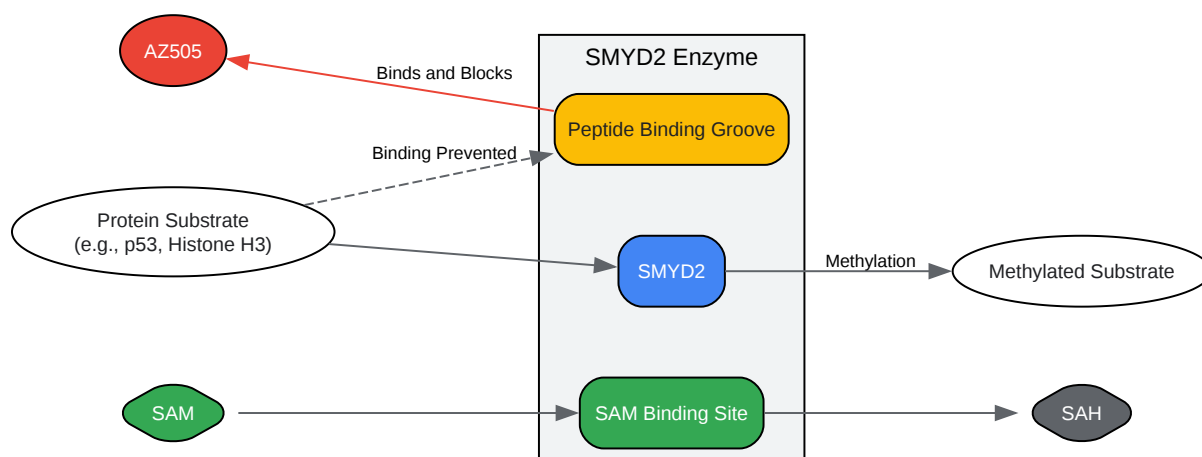 AZ505
SMYD2 Enzyme
Binds and Blocks
Peptide Binding Groove
Binding Prevented
Protein Substrate
(e.g., p53, Histone H3)
SMYD2
Methylation
Methylated Substrate
SAM
SAM Binding Site
SAH